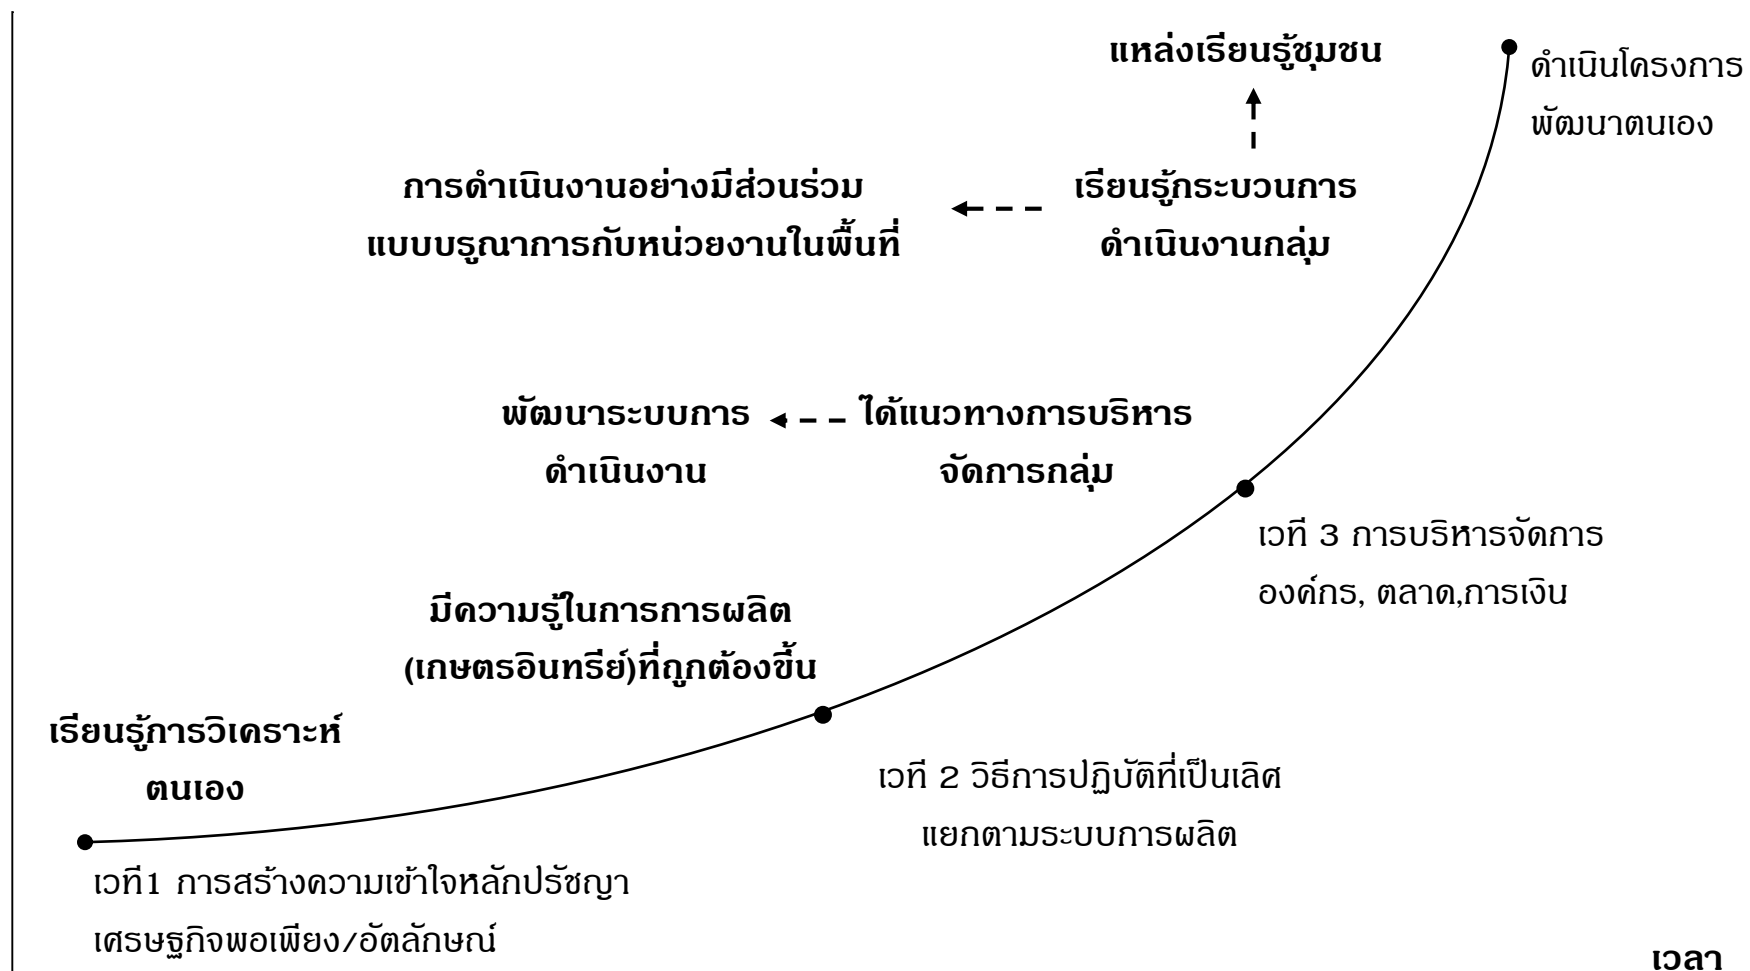 แหล่งเรียนรู้ชุมชน
ดำเนินโครงการ
พัฒนาตนเอง
การดำเนินงานอย่างมีส่วนร่วม
แบบบรูณาการกับหน่วยงานในพื้นที่
เรียนรู้กระบวนการ
ดำเนินงานกลุ่ม
พัฒนาระบบการ
ดำเนินงาน
ได้แนวทางการบริหาร
จัดการกลุ่ม
เวที 3 การบริหารจัดการ
องค์กร, ตลาด,การเงิน
มีความรู้ในการการผลิต
(เกษตรอินทรีย์)ที่ถูกต้องขึ้น
เรียนรู้การวิเคราะห์
ตนเอง
เวที 2 วิธีการปฏิบัติที่เป็นเลิศ
แยกตามระบบการผลิต
เวที1 การสร้างความเข้าใจหลักปรัชญา
เศรษฐกิจพอเพียง/อัตลักษณ์
เวลา